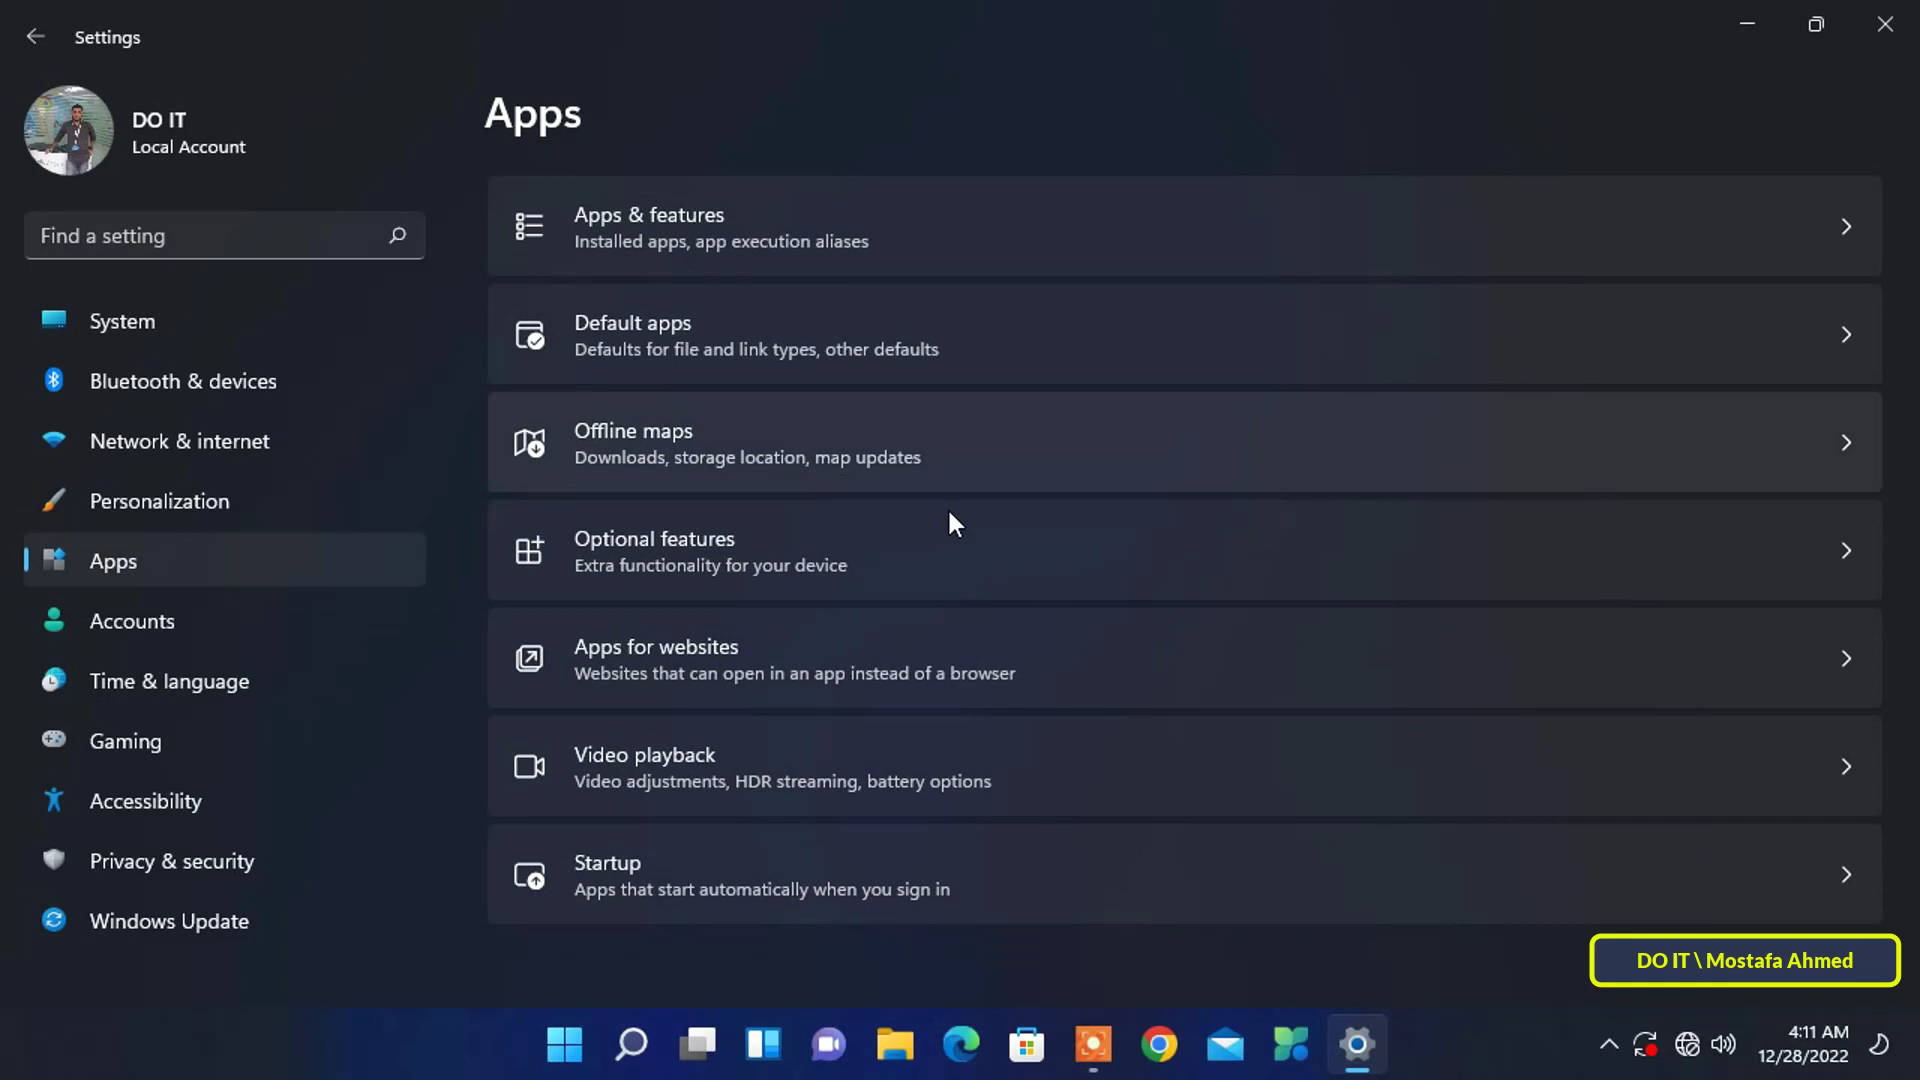 Settings
DO IT
Local Account
Find a setting
System
Bluetooth & devices
Network & internet
Personalization
Apps
Accounts
Time & language
Gaming
Accessibility
Privacy & security
Windows Update
Apps
Apps & features
Installed apps, app execution aliases
Default apps
Defaults for file and link types, other defaults
Offline maps
Downloads, storage location, map updates
Optional features
Extra functionality for your device
Apps for websites
Websites that can open in an app instead of a browser
Video playback
Video adjustments, HDR streaming, battery options
Startup
Apps that start automatically when you sign in
DO IT \ Mostafa Ahmed
4:11 AM
12/28/2022